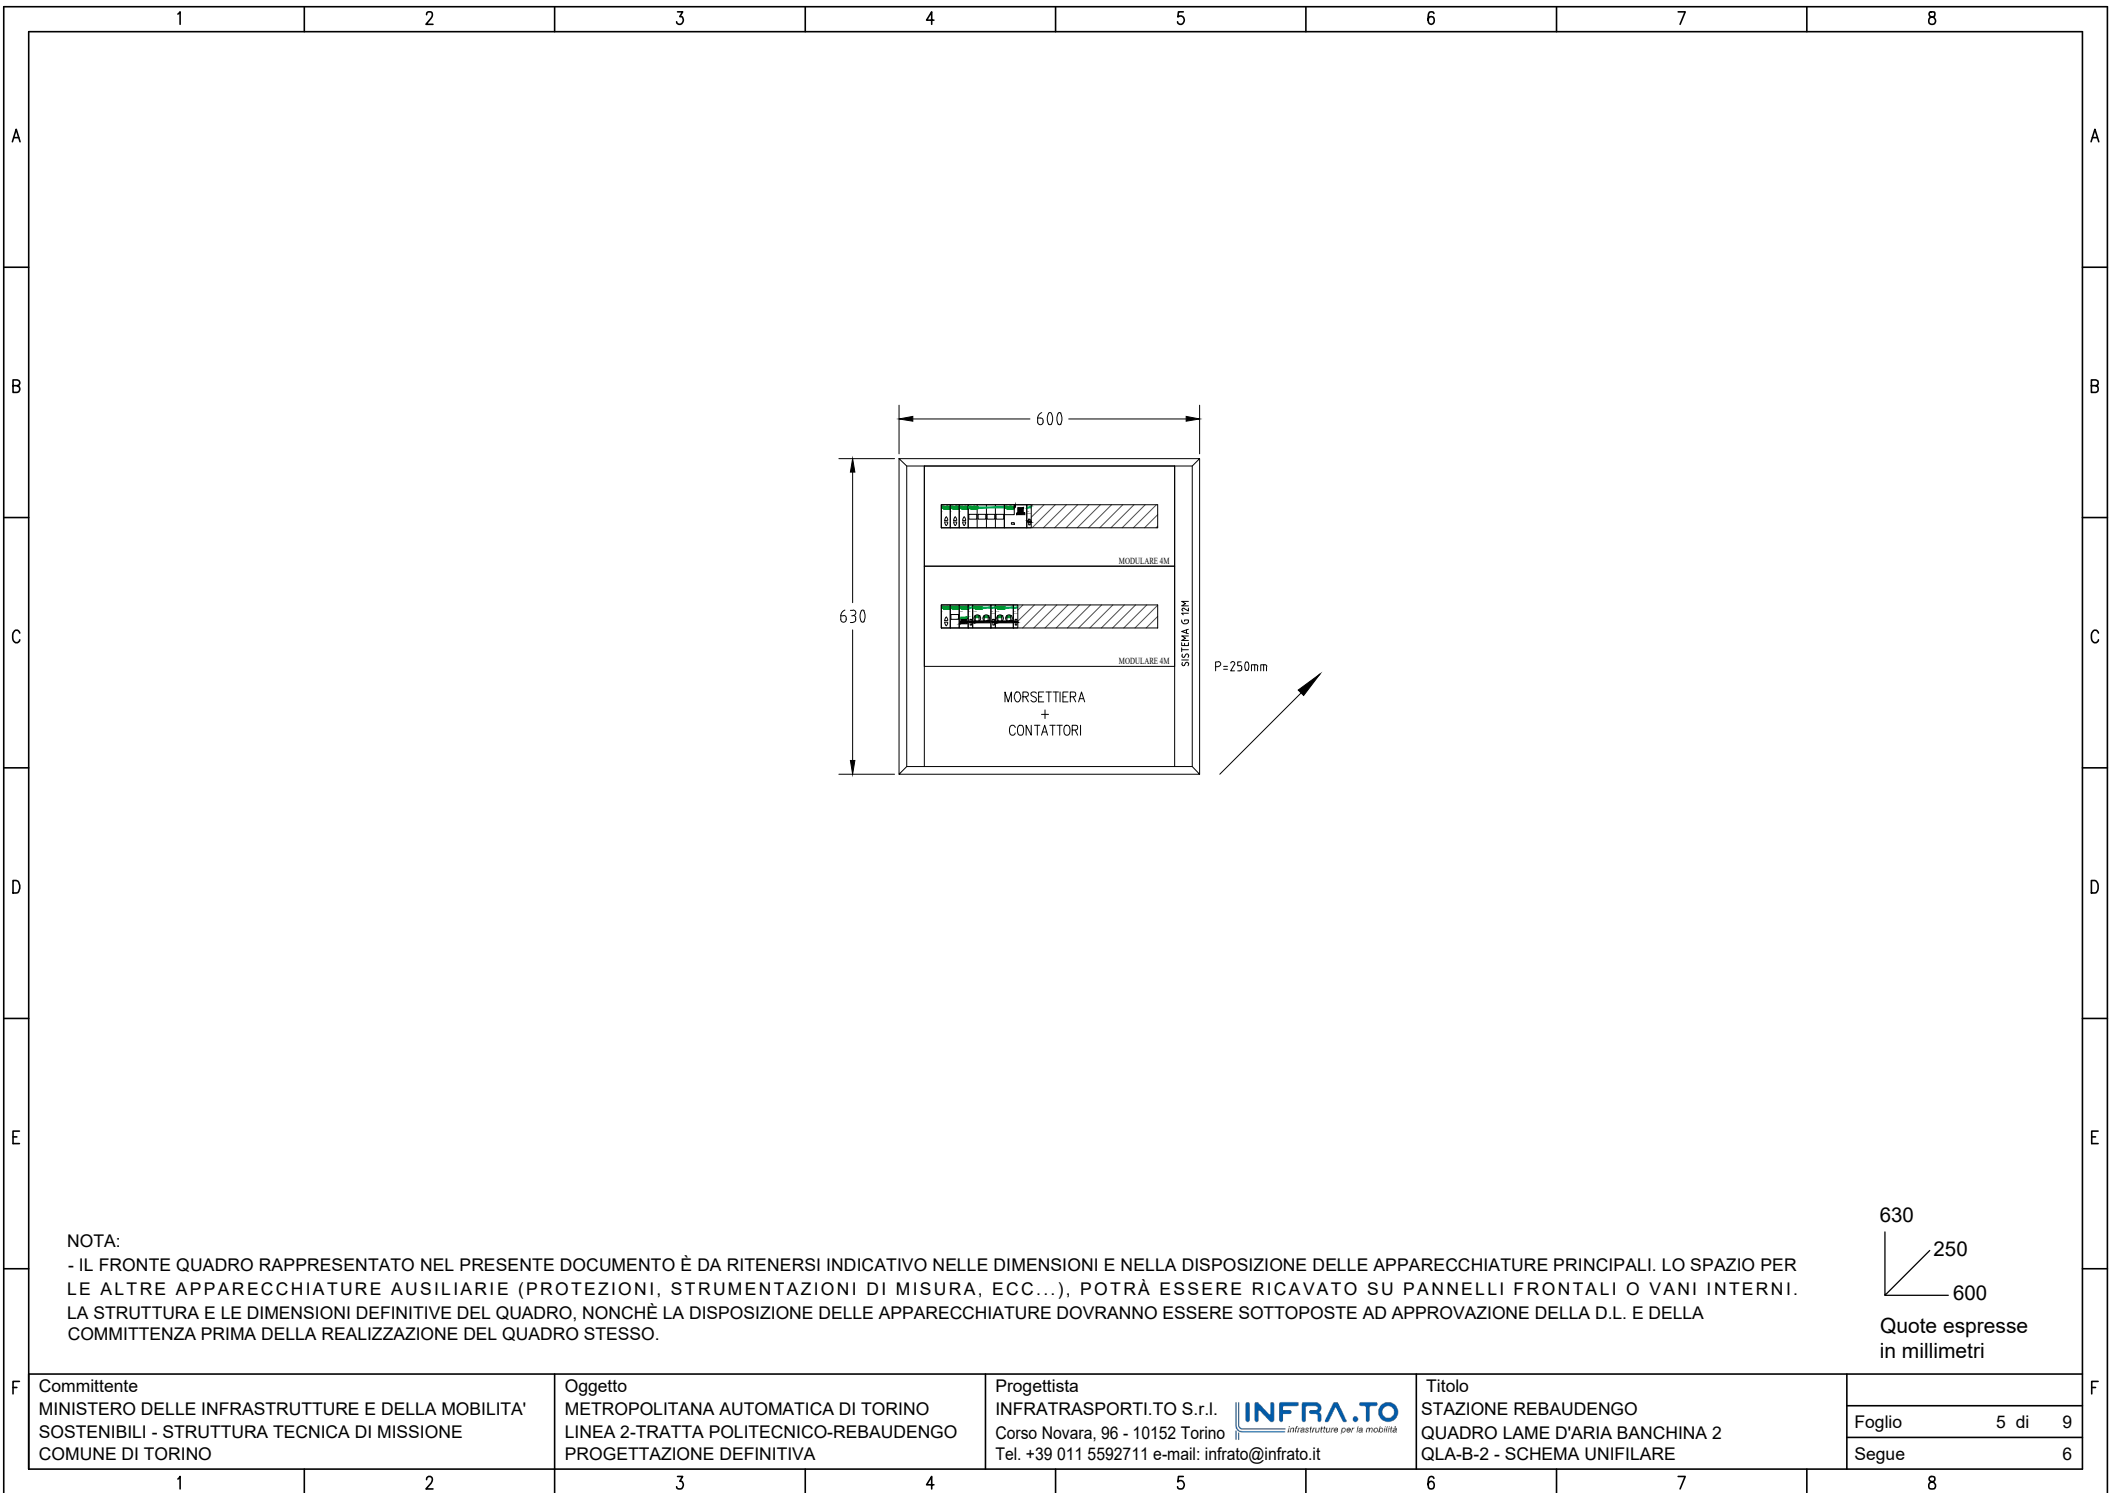 1 2 3 4 5 6 7 8
A A
B B
C C
D D
E E
F F
600
630
MODULARE 4M
MODULARE 4M
SISTEMA G 12M
P=250mm
MORSETTIERA
+
CONTATTORI
630
250
600
Quote espresse
in millimetri
NOTA:
- IL FRONTE QUADRO RAPPRESENTATO NEL PRESENTE DOCUMENTO È DA RITENERSI INDICATIVO NELLE DIMENSIONI E NELLA DISPOSIZIONE DELLE APPARECCHIATURE PRINCIPALI. LO SPAZIO PER
LE ALTRE APPARECCHIATURE AUSILIARIE (PROTEZIONI, STRUMENTAZIONI DI MISURA, ECC...), POTRÀ ESSERE RICAVATO SU PANNELLI FRONTALI O VANI INTERNI.
LA STRUTTURA E LE DIMENSIONI DEFINITIVE DEL QUADRO, NONCHÈ LA DISPOSIZIONE DELLE APPARECCHIATURE DOVRANNO ESSERE SOTTOPOSTE AD APPROVAZIONE DELLA D.L. E DELLA
COMMITTENZA PRIMA DELLA REALIZZAZIONE DEL QUADRO STESSO.
Committente
MINISTERO DELLE INFRASTRUTTURE E DELLA MOBILITA'
SOSTENIBILI - STRUTTURA TECNICA DI MISSIONE
COMUNE DI TORINO
Oggetto
METROPOLITANA AUTOMATICA DI TORINO
LINEA 2-TRATTA POLITECNICO-REBAUDENGO
PROGETTAZIONE DEFINITIVA
Progettista
INFRATRASPORTI.TO S.r.l.
Corso Novara, 96 - 10152 Torino
Tel. +39 011 5592711 e-mail: infrato@infrato.it
INFRA.TO
infrastrutture per la mobilità
Titolo
STAZIONE REBAUDENGO
QUADRO LAME D'ARIA BANCHINA 2
QLA-B-2 - SCHEMA UNIFILARE
Foglio 5 di 9
Segue 6
1 2 3 4 5 6 7 8